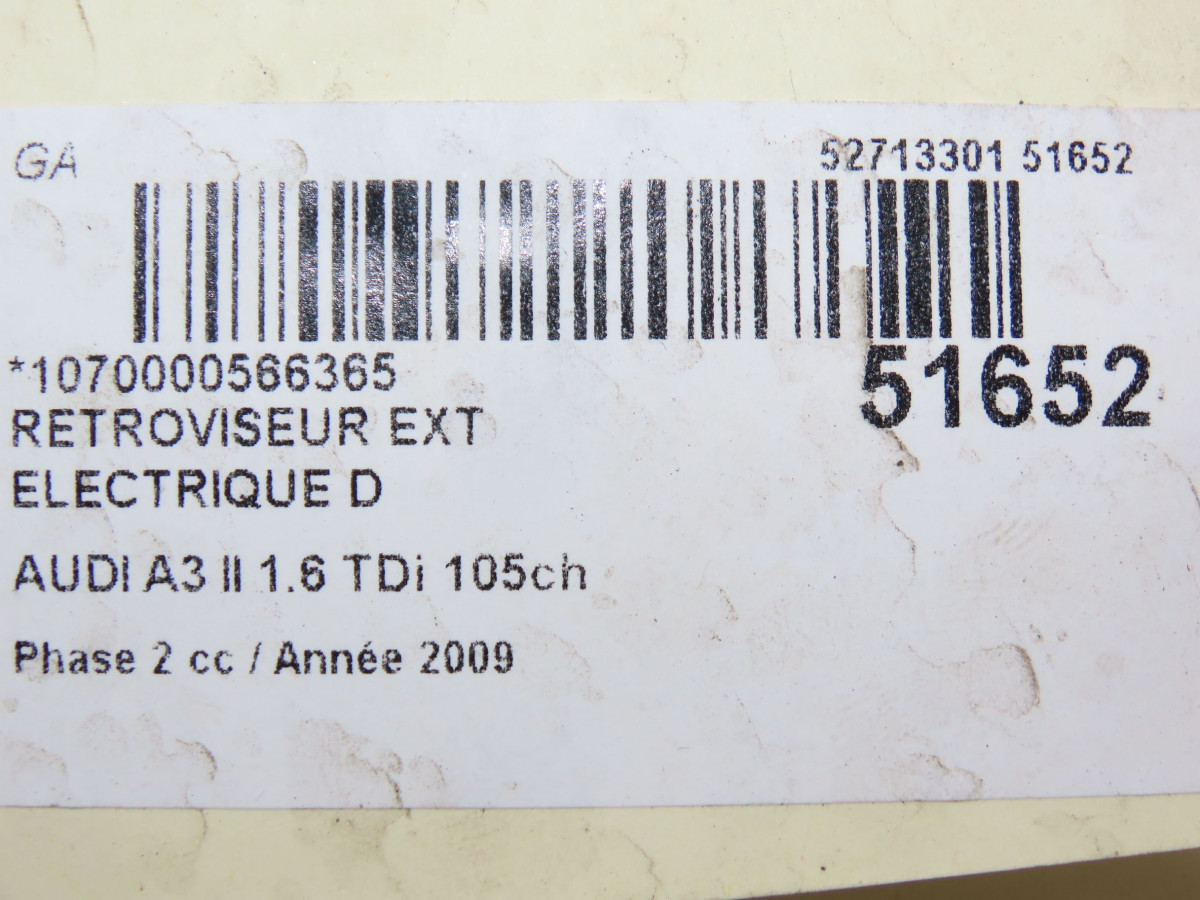 GA
52713301 51652
*1070000566365
51652
RETROVISEUR EXT
ELECTRIQUE D
AUDI A3 II 1.6 TDi 105ch
Phase 2 cc / Année 2009